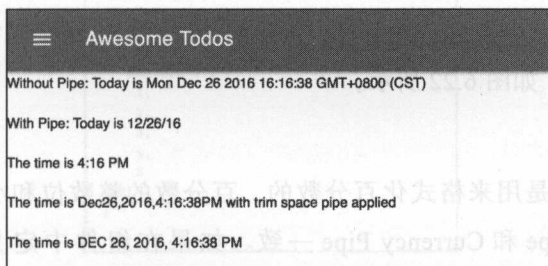 Awesome Todos
Without Pipe: Today is Mon Dec 26 2016 16:16:38 GMT+0800 (CST)
With Pipe: Today is 12/26/16
The time is 4:16 PM
The time is Dec26,2016,4:16:38PM with trim space pipe applied
The time is DEC 26, 2016, 4:16:38 PM